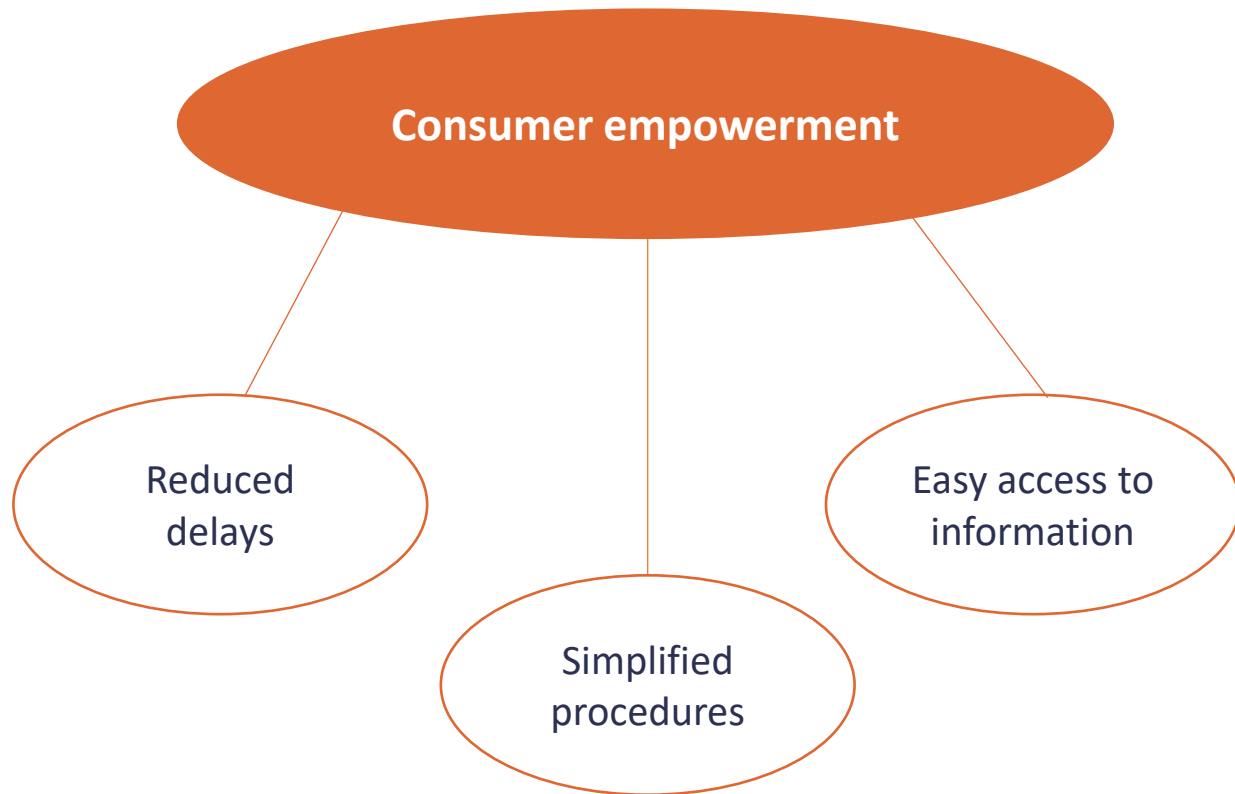 Consumer empowerment
Reduced
delays
Easy access to
information
Simplified
procedures